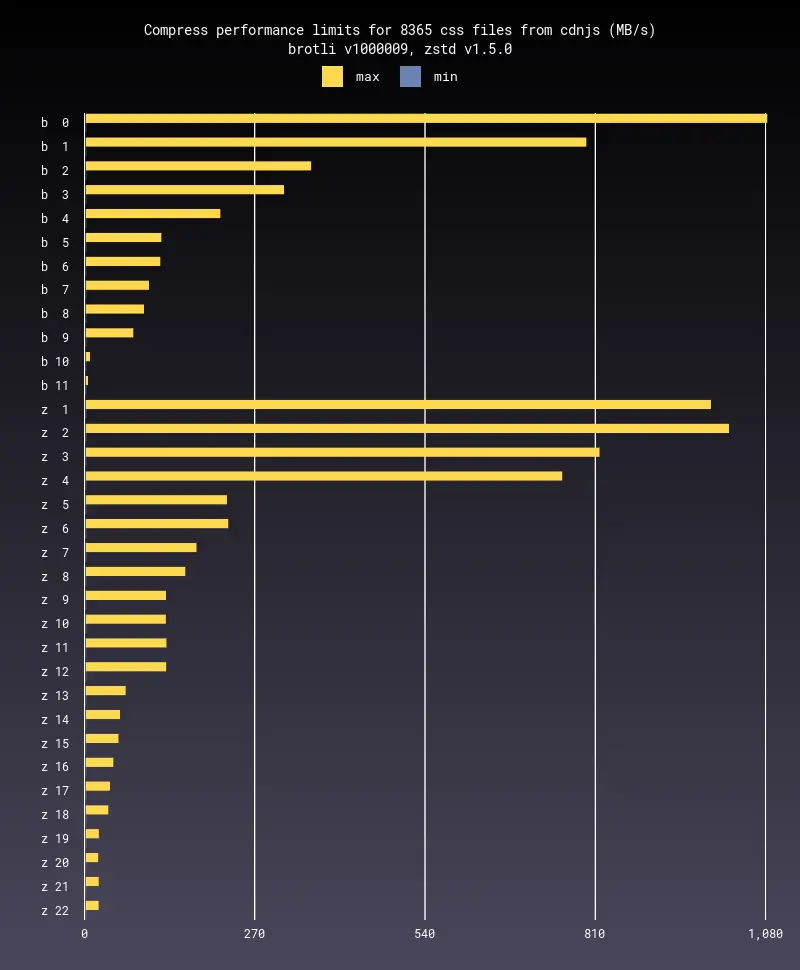 Compress performance limits for 8365 css files from cdnjs (MB/s)
brotli v1000009, zstd v1.5.0
max min
b 0
b 1
b 2
b 3
b 4
b 5
b 6
b 7
b 8
b 9
b 10
b 11
z 1
z 2
z 3
z 4
z 5
z 6
z 7
z 8
z 9
z 10
z 11
z 12
z 13
z 14
z 15
z 16
z 17
z 18
z 19
z 20
z 21
z 22
0 270 540 810 1,080